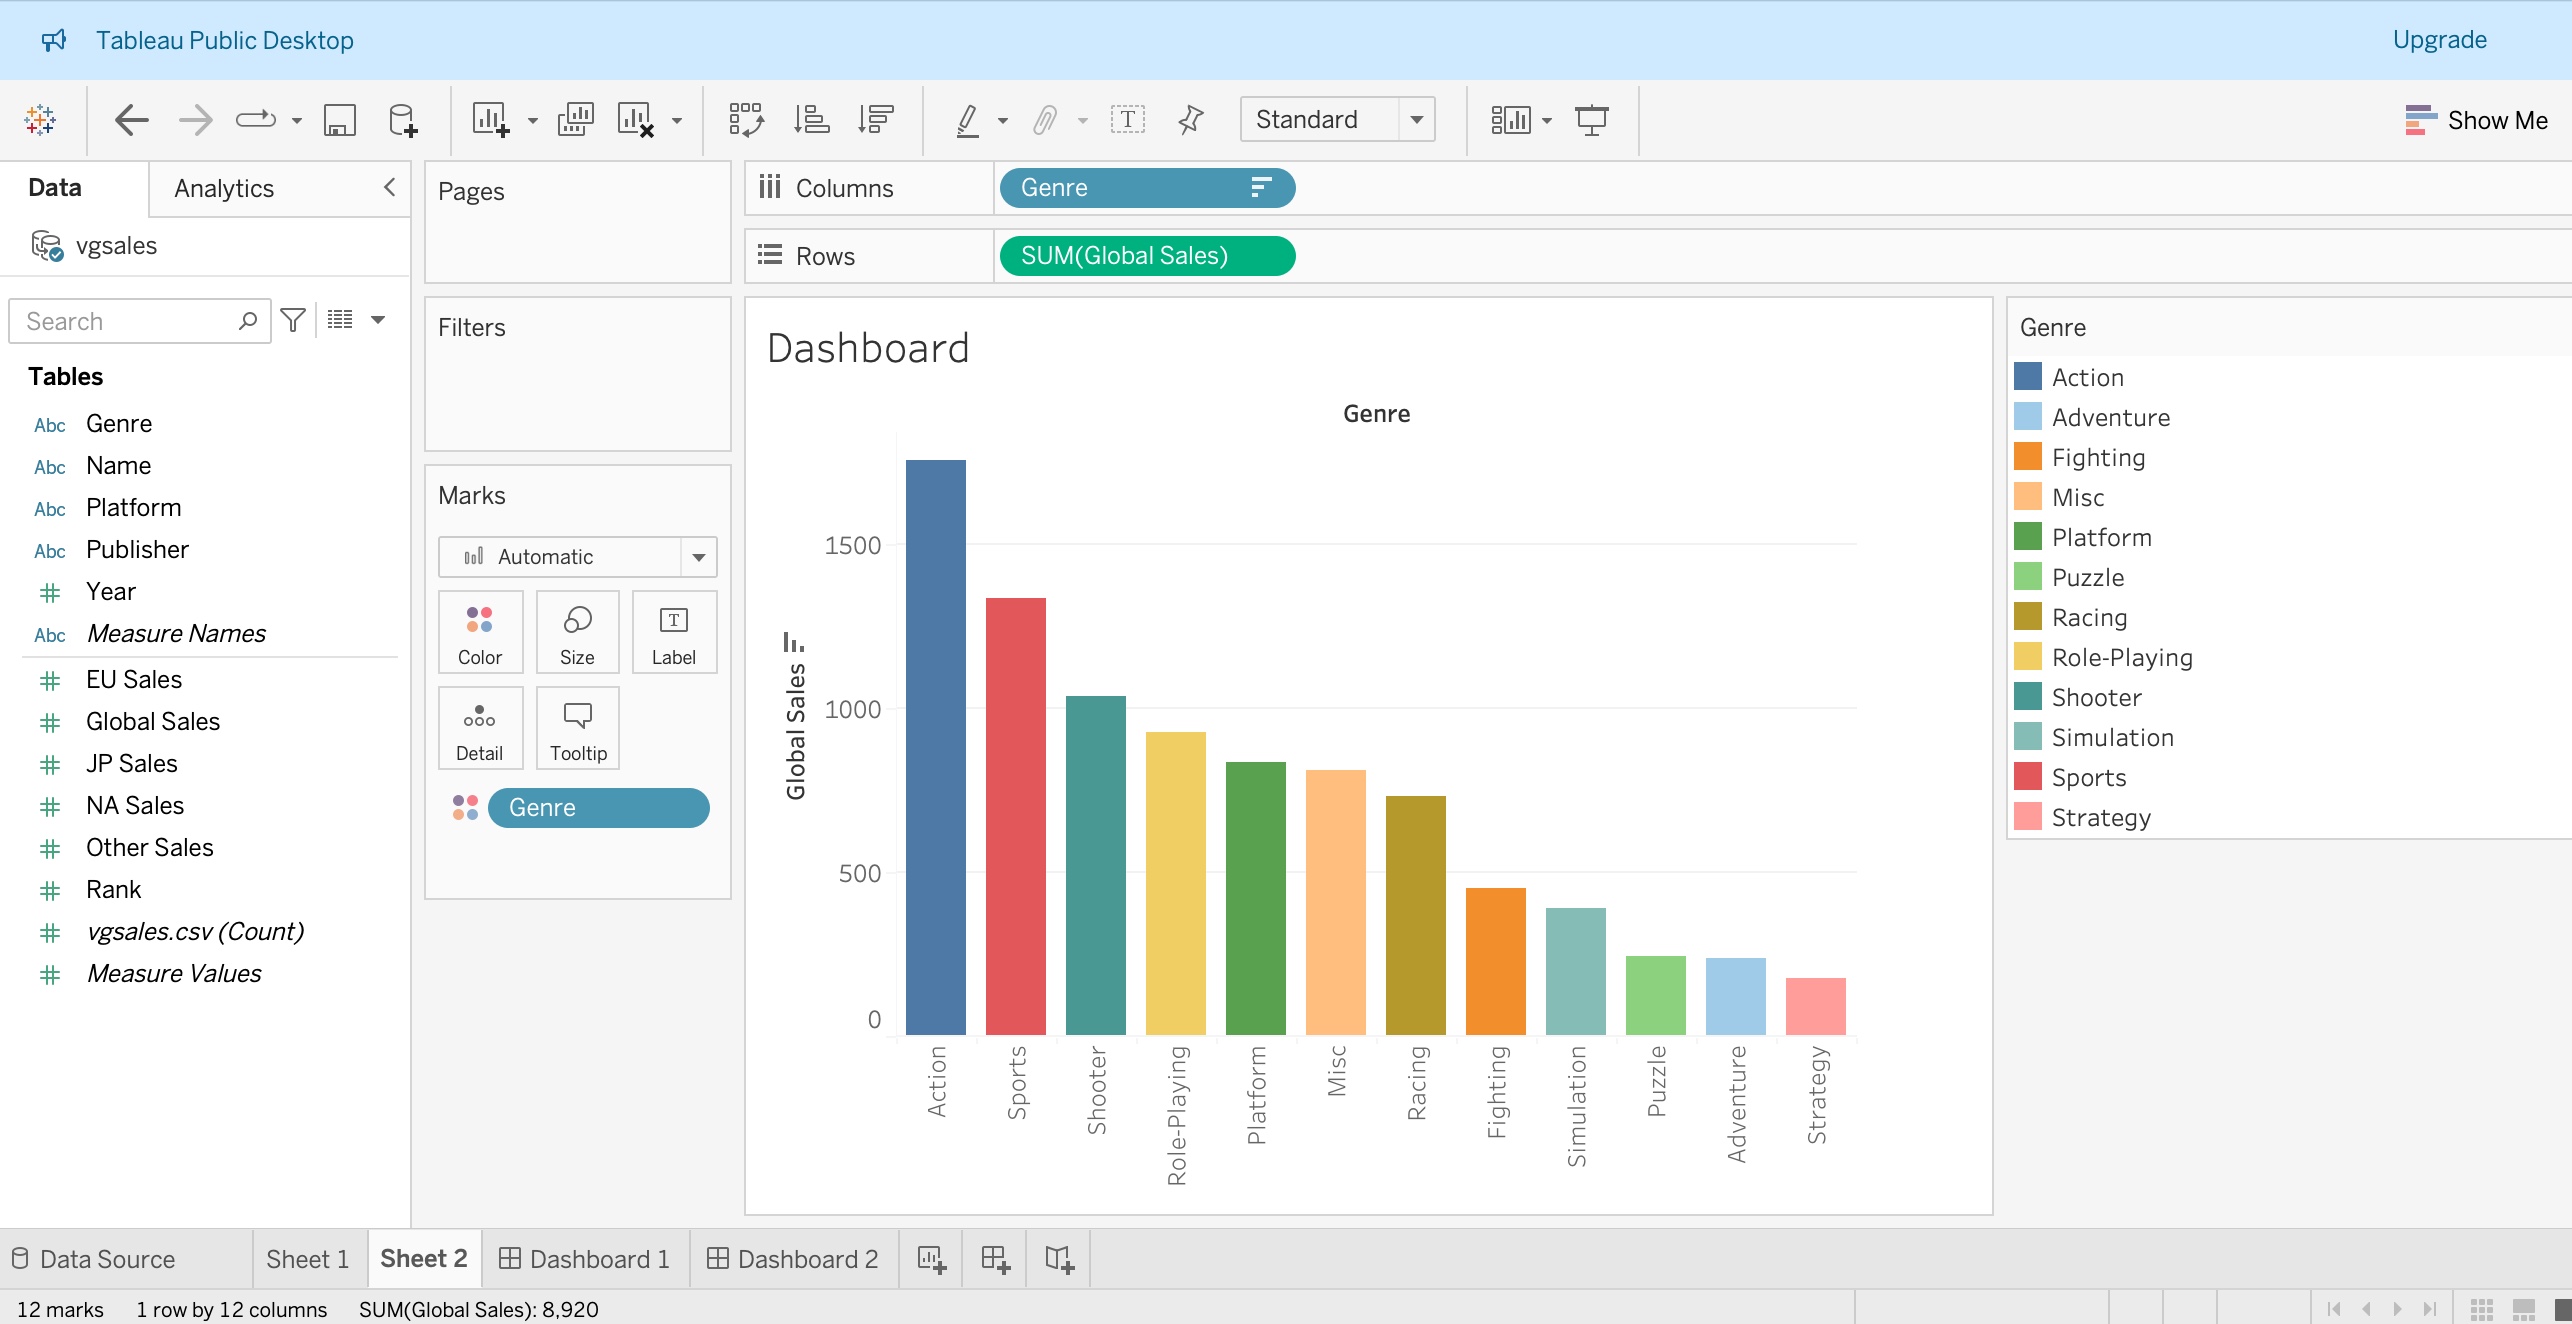 Tableau Public Desktop
Upgrade
Standard
Show Me
Data
Analytics
vgsales
Search
Tables
Abc Genre
Abc Name
Abc Platform
Abc Publisher
# Year
Abc Measure Names
# EU Sales
# Global Sales
# JP Sales
# NA Sales
# Other Sales
# Rank
# vgsales.csv (Count)
# Measure Values
Pages
Filters
Marks
Automatic
Color
Size
T
Label
Detail
Tooltip
Genre
Columns
Genre
Rows
SUM(Global Sales)
Dashboard
Genre
Global Sales
1500
1000
500
0
Action
Sports
Shooter
Role-Playing
Platform
Misc
Racing
Fighting
Simulation
Puzzle
Adventure
Strategy
Genre
Action
Adventure
Fighting
Misc
Platform
Puzzle
Racing
Role-Playing
Shooter
Simulation
Sports
Strategy
Data Source
Sheet 1
Sheet 2
Dashboard 1
Dashboard 2
12 marks
1 row by 12 columns
SUM(Global Sales): 8,920